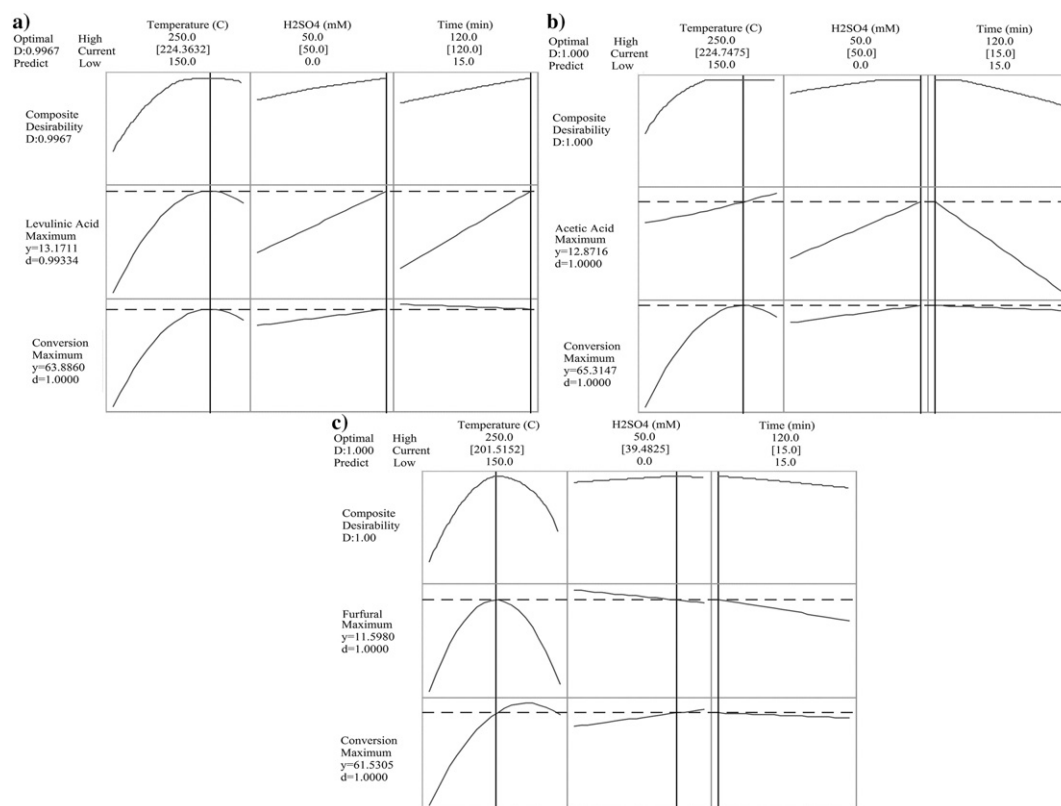 a)
Optimal
D:0.9967
Predict
High
Current
Low
Temperature (C)
250.0
[224.3632]
150.0
H2SO4 (mM)
50.0
[50.0]
0.0
Time (min)
120.0
[120.0]
15.0
Composite
Desirability
D:0.9967
Levulinic Acid
Maximum
y=13.1711
d=0.99334
Conversion
Maximum
y=63.8860
d=1.0000
b)
Optimal
D:1.000
Predict
High
Current
Low
Temperature (C)
250.0
[224.7475]
150.0
H2SO4 (mM)
50.0
[50.0]
0.0
Time (min)
120.0
[15.0]
15.0
Composite
Desirability
D:1.000
Acetic Acid
Maximum
y=12.8716
d=1.0000
Conversion
Maximum
y=65.3147
d=1.0000
c)
Optimal
D:1.000
Predict
High
Current
Low
Temperature (C)
250.0
[201.5152]
150.0
H2SO4 (mM)
50.0
[39.4825]
0.0
Time (min)
120.0
[15.0]
15.0
Composite
Desirability
D:1.00
Furfural
Maximum
y=11.5980
d=1.0000
Conversion
Maximum
y=61.5305
d=1.0000